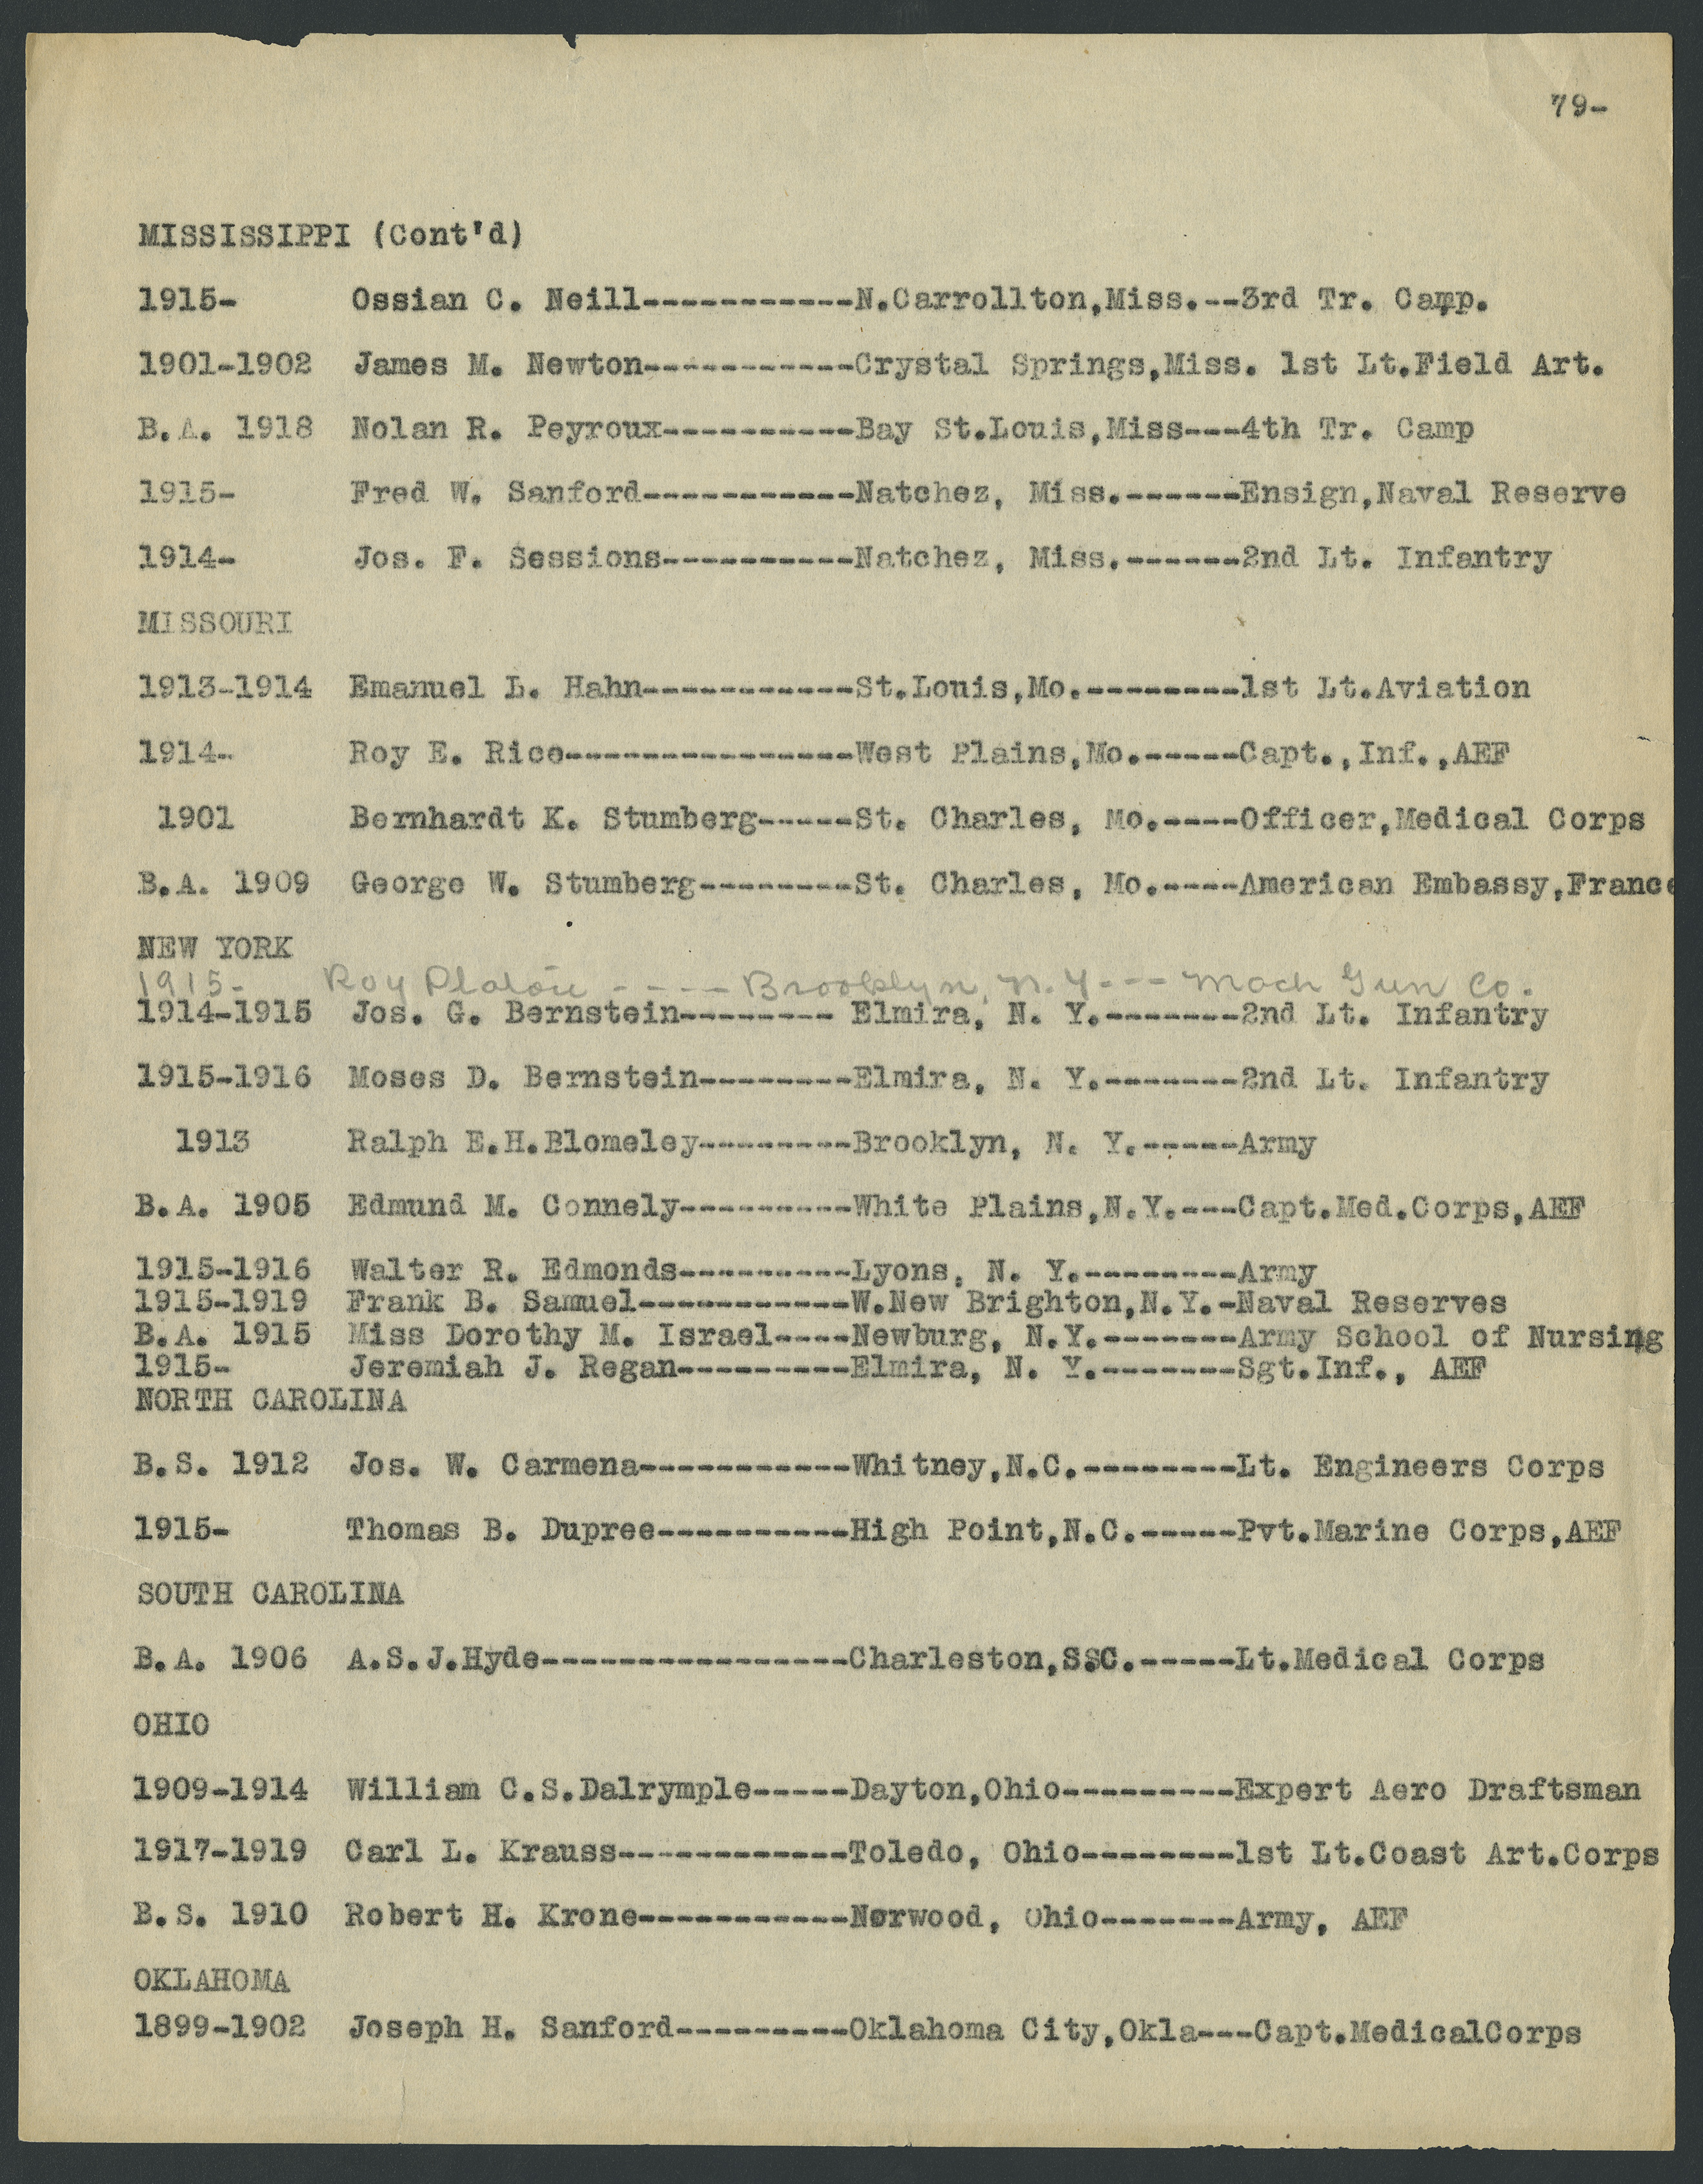 79-
MISSISSIPPI (Cont'd)
1915- Ossian C. Neill-----------N.Carrollton,Miss.--3rd Tr. Camp.
1901-1902 James M. Newton-----------Crystal Springs,Miss. 1st Lt.Field Art.
B.A. 1918 Nolan R. Peyroux----------Bay St.Louis,Miss---4th Tr. Camp
1915- Fred W. Sanford-----------Natchez, Miss.------Ensign,Naval Reserve
1914- Jos. F. Sessions----------Natchez, Miss.------2nd Lt. Infantry
MISSOURI
1913-1914 Emanuel L. Hahn-----------St.Louis,Mo.--------1st Lt.Aviation
1914- Roy E. Rice---------------West Plains,Mo.-----Capt.,Inf.,AEF
1901 Bernhardt K. Stumberg-----St. Charles, Mo.----Officer,Medical Corps
B.A. 1909 George W. Stumberg--------St. Charles, Mo.----American Embassy,France
NEW YORK
1915- Roy ---- Brooklyn, N.Y --- Mach Gun Co.
1914-1915 Jos. G. Bernstein-------- Elmira, N. Y.-------2nd Lt. Infantry
1915-1916 Moses D. Bernstein--------Elmira, N. Y.-------2nd Lt. Infantry
1913 Ralph E.H.Blomeley--------Brooklyn, N. Y.-----Army
B.A. 1905 Edmund M. Connely---------White Plains,N.Y.---Capt.Med.Corps,AEF
1915-1916 Walter R. Edmonds---------Lyons, N. Y.--------Army
1915-1919 Frank B. Samuel-----------W.New Brighton,N.Y.-Naval Reserves
B.A. 1915 Miss Dorothy M. Israel----Newburg, N.Y.-------Army School of Nursing
1915- Jeremiah J. Regan---------Elmira, N. Y.-------Sgt.Inf., AEF
NORTH CAROLINA
B.S. 1912 Jos. W. Carmena-----------Whitney,N.C.--------Lt. Engineers Corps
1915- Thomas B. Dupree----------High Point,N.C.-----Pvt.Marine Corps,AEF
SOUTH CAROLINA
B.A. 1906 A.S.J.Hyde----------------Charleston,S.C.-----Lt.Medical Corps
OHIO
1909-1914 William C.S.Dalrymple-----Dayton,Ohio---------Expert Aero Draftsman
1917-1919 Carl L. Krauss------------Toledo, Ohio--------1st Lt.Coast Art.Corps
B.S. 1910 Robert H. Krone-----------Norwood, Ohio-------Army, AEF
OKLAHOMA
1899-1902 Joseph H. Sanford---------Oklahoma City,Okla---Capt.MedicalCorps